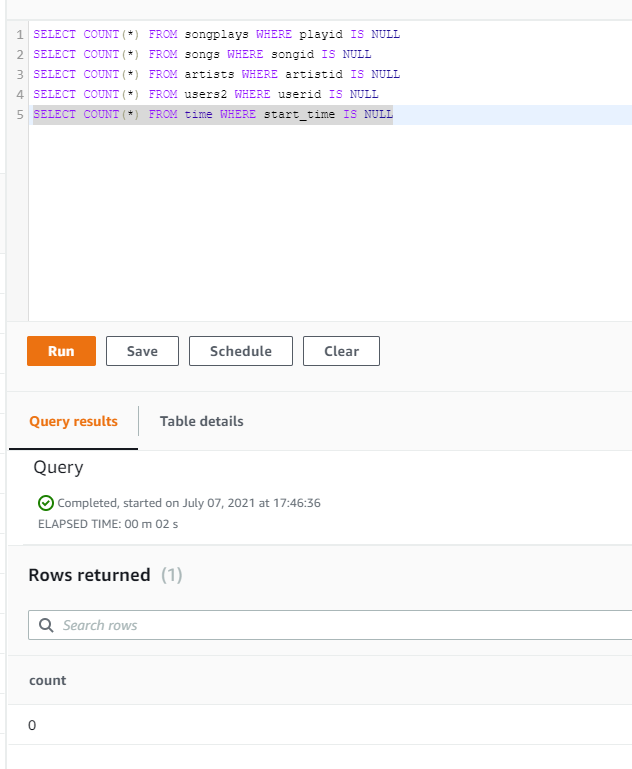 1 SELECT COUNT(*) FROM songplays WHERE playid IS NULL
2 SELECT COUNT(*) FROM songs WHERE songid IS NULL
3 SELECT COUNT(*) FROM artists WHERE artistid IS NULL
4 SELECT COUNT(*) FROM users2 WHERE userid IS NULL
5 SELECT COUNT(*) FROM time WHERE start_time IS NULL
Run Save Schedule Clear
Query results Table details
Query
Completed, started on July 07, 2021 at 17:46:36
ELAPSED TIME: 00 m 02 s
Rows returned (1)
Search rows
count
0